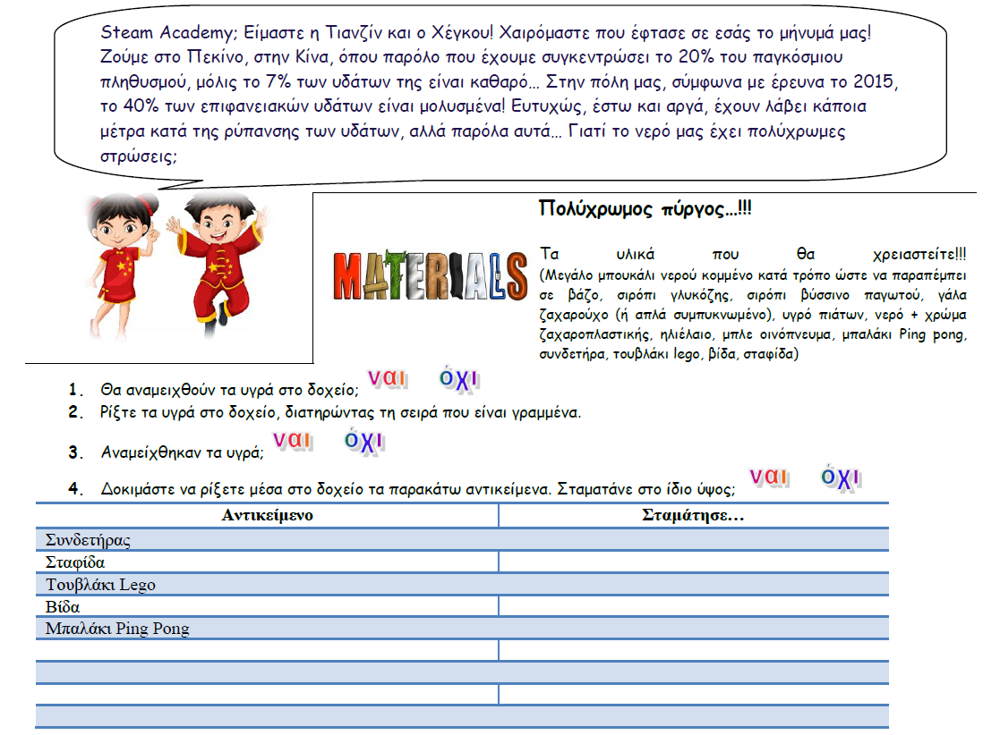 Steam Academy; Είμαστε η Τιανζίν και ο Χέγκου! Χαιρόμαστε που έφτασε σε εσάς το μήνυμά μας!
Ζούμε στο Πεκίνο, στην Κίνα, όπου παρόλο που έχουμε συγκεντρώσει το 20% του παγκόσμιου
πληθυσμού, μόλις το 7% των υδάτων της είναι καθαρό... Στην πόλη μας, σύμφωνα με έρευνα το 2015,
το 40% των επιφανειακών υδάτων είναι μολυσμένα! Ευτυχώς, έστω και αργά, έχουν λάβει κάποια
μέτρα κατά της ρύπανσης των υδάτων, αλλά παρόλα αυτά... Γιατί το νερό μας έχει πολύχρωμες
στρώσεις;
Πολύχρωμος πύργος...!!!
MATERIALS
Τα υλικά που θα χρειαστείτε!!!
(Μεγάλο μπουκάλι νερού κομμένο κατά τρόπο ώστε να παραπέμπει
σε βάζο, σιρόπι γλυκόζης, σιρόπι βύσσινο παγωτού, γάλα
ζαχαρούχο (ή απλά συμπυκνωμένο), υγρό πιάτων, νερό + χρώμα
ζαχαροπλαστικής, ηλιέλαιο, μπλε οινόπνευμα, μπαλάκι Ping pong,
συνδετήρα, τουβλάκι lego, βίδα, σταφίδα)
1. Θα αναμειχθούν τα υγρά στο δοχείο; ναι όχι
2. Ρίξτε τα υγρά στο δοχείο, διατηρώντας τη σειρά που είναι γραμμένα.
3. Αναμείχθηκαν τα υγρά; ναι όχι
4. Δοκιμάστε να ρίξετε μέσα στο δοχείο τα παρακάτω αντικείμενα. Σταματάνε στο ίδιο ύψος; ναι όχι
Αντικείμενο Σταμάτησε...
Συνδετήρας
Σταφίδα
Τουβλάκι Lego
Βίδα
Μπαλάκι Ping Pong